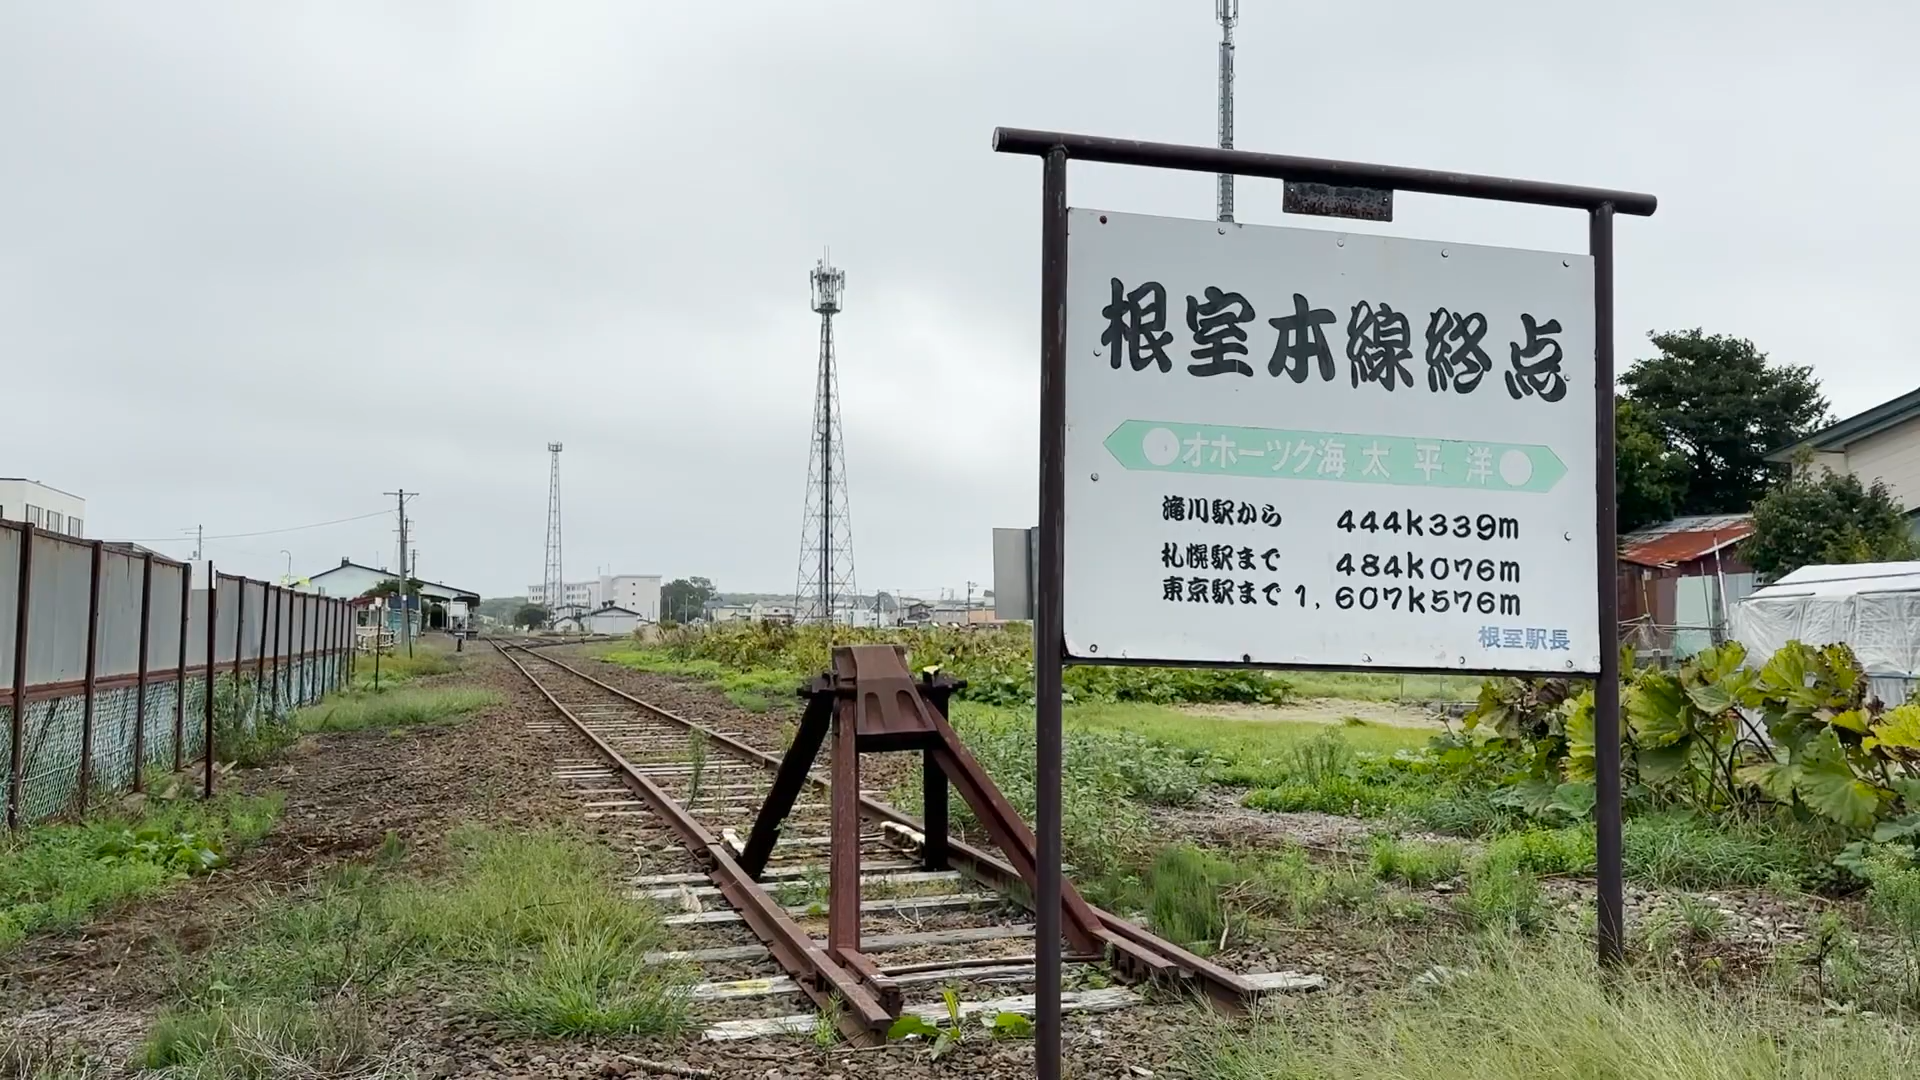 根室本線終点
オホーツク海 太平洋
滝川駅から 444k339m
札幌駅まで 484k076m
東京駅まで 1,607k576m
根室駅長